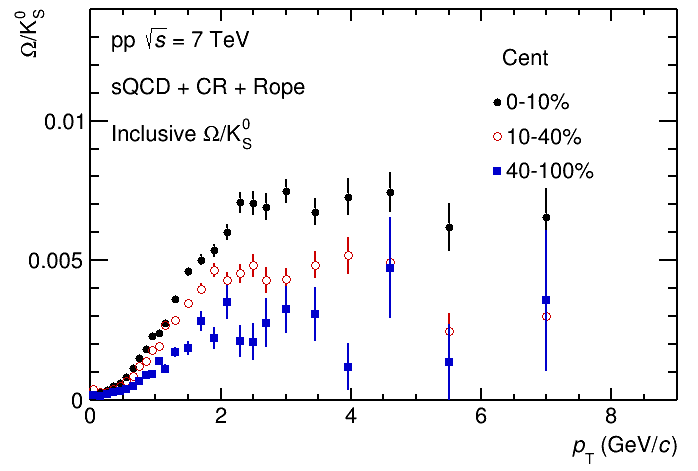 Ω/K⁰_S
pp √s = 7 TeV
sQCD + CR + Rope
Inclusive Ω/K⁰_S
Cent
0-10%
10-40%
40-100%
0.01
0.005
0
0 2 4 6 8
p_T (GeV/c)